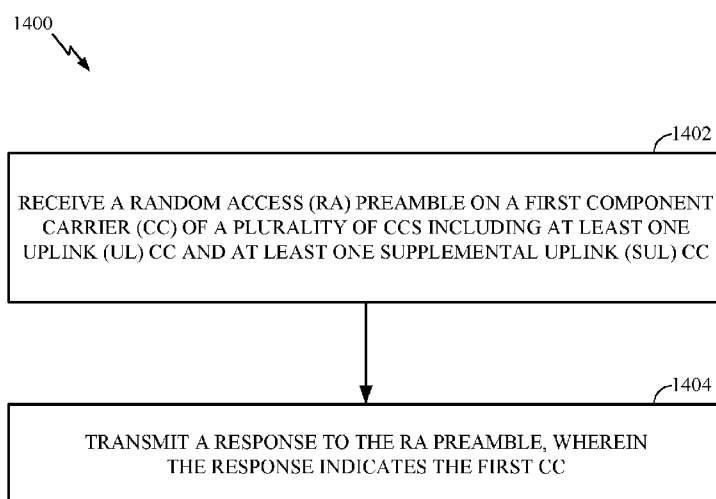 1400
1402
RECEIVE A RANDOM ACCESS (RA) PREAMBLE ON A FIRST COMPONENT
CARRIER (CC) OF A PLURALITY OF CCS INCLUDING AT LEAST ONE
UPLINK (UL) CC AND AT LEAST ONE SUPPLEMENTAL UPLINK (SUL) CC
1404
TRANSMIT A RESPONSE TO THE RA PREAMBLE, WHEREIN
THE RESPONSE INDICATES THE FIRST CC